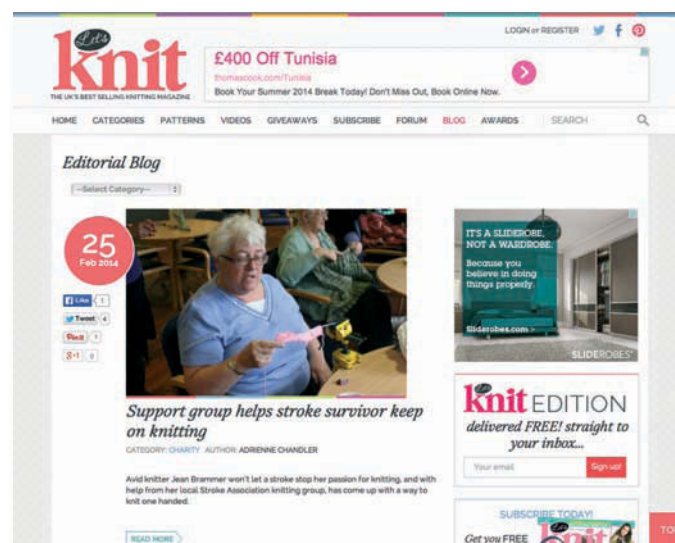 LOGIN or REGISTER
Let's
knit
THE UK'S BEST SELLING KNITTING MAGAZINE
£400 Off Tunisia
thomascook.com/Tunisia
Book Your Summer 2014 Break Today! Don't Miss Out, Book Online Now.
HOME CATEGORIES PATTERNS VIDEOS GIVEAWAYS SUBSCRIBE FORUM BLOG AWARDS SEARCH
Editorial Blog
--Select Category--
25
Feb 2014
Like 1
Tweet 4
Pin it 1
g+1 0
IT'S A SLIDEROBE,
NOT A WARDROBE.
Because you
believe in doing
things properly.
Sliderobes.com >
SLIDEROBES
Support group helps stroke survivor keep
on knitting
CATEGORY: CHARITY AUTHOR: ADRIENNE CHANDLER
Avid knitter Jean Brammer won't let a stroke stop her passion for knitting, and with
help from her local Stroke Association knitting group, has come up with a way to
knit one handed.
READ MORE
Let's
knit EDITION
delivered FREE! straight to
your inbox...
Your email Sign up!
SUBSCRIBE TODAY!
Get you FREE
knit
TO